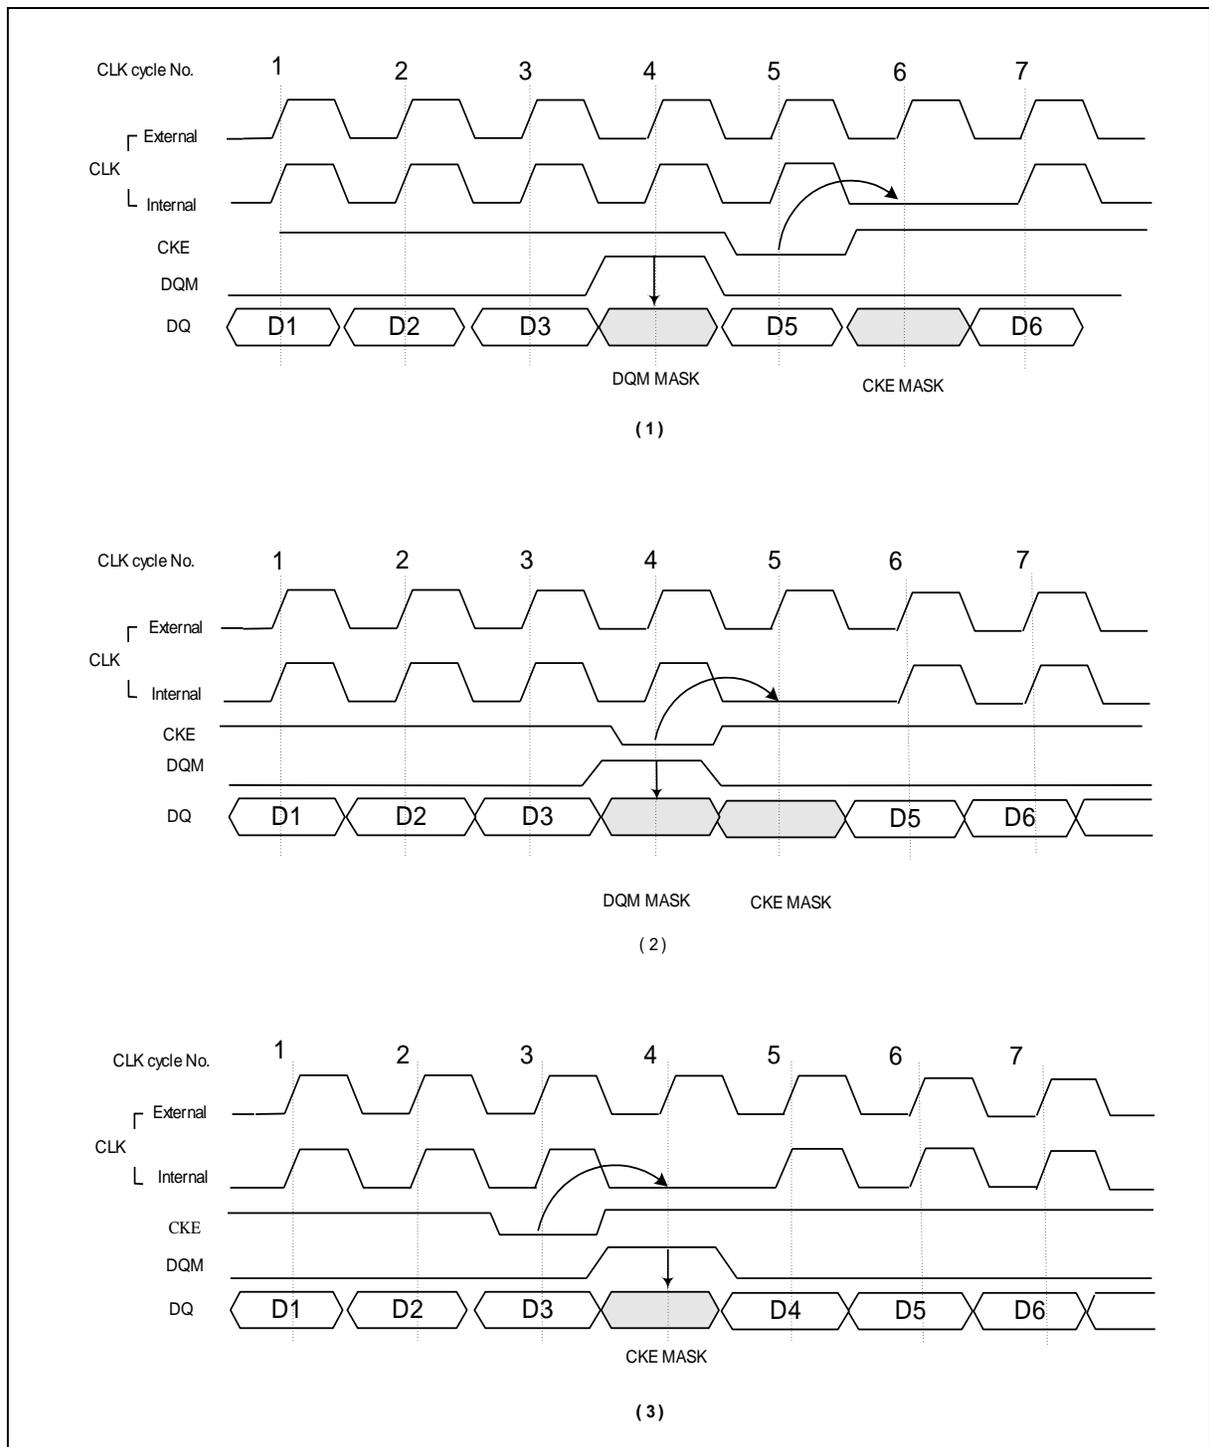 CLK cycle No. 1 2 3 4 5 6 7
External
CLK
Internal
CKE
DQM
DQ D1 D2 D3 D5 D6
DQM MASK CKE MASK
( 1 )
CLK cycle No. 1 2 3 4 5 6 7
External
CLK
Internal
CKE
DQM
DQ D1 D2 D3 D5 D6
DQM MASK CKE MASK
( 2 )
CLK cycle No. 1 2 3 4 5 6 7
External
CLK
Internal
CKE
DQM
DQ D1 D2 D3 D4 D5 D6
CKE MASK
( 3 )